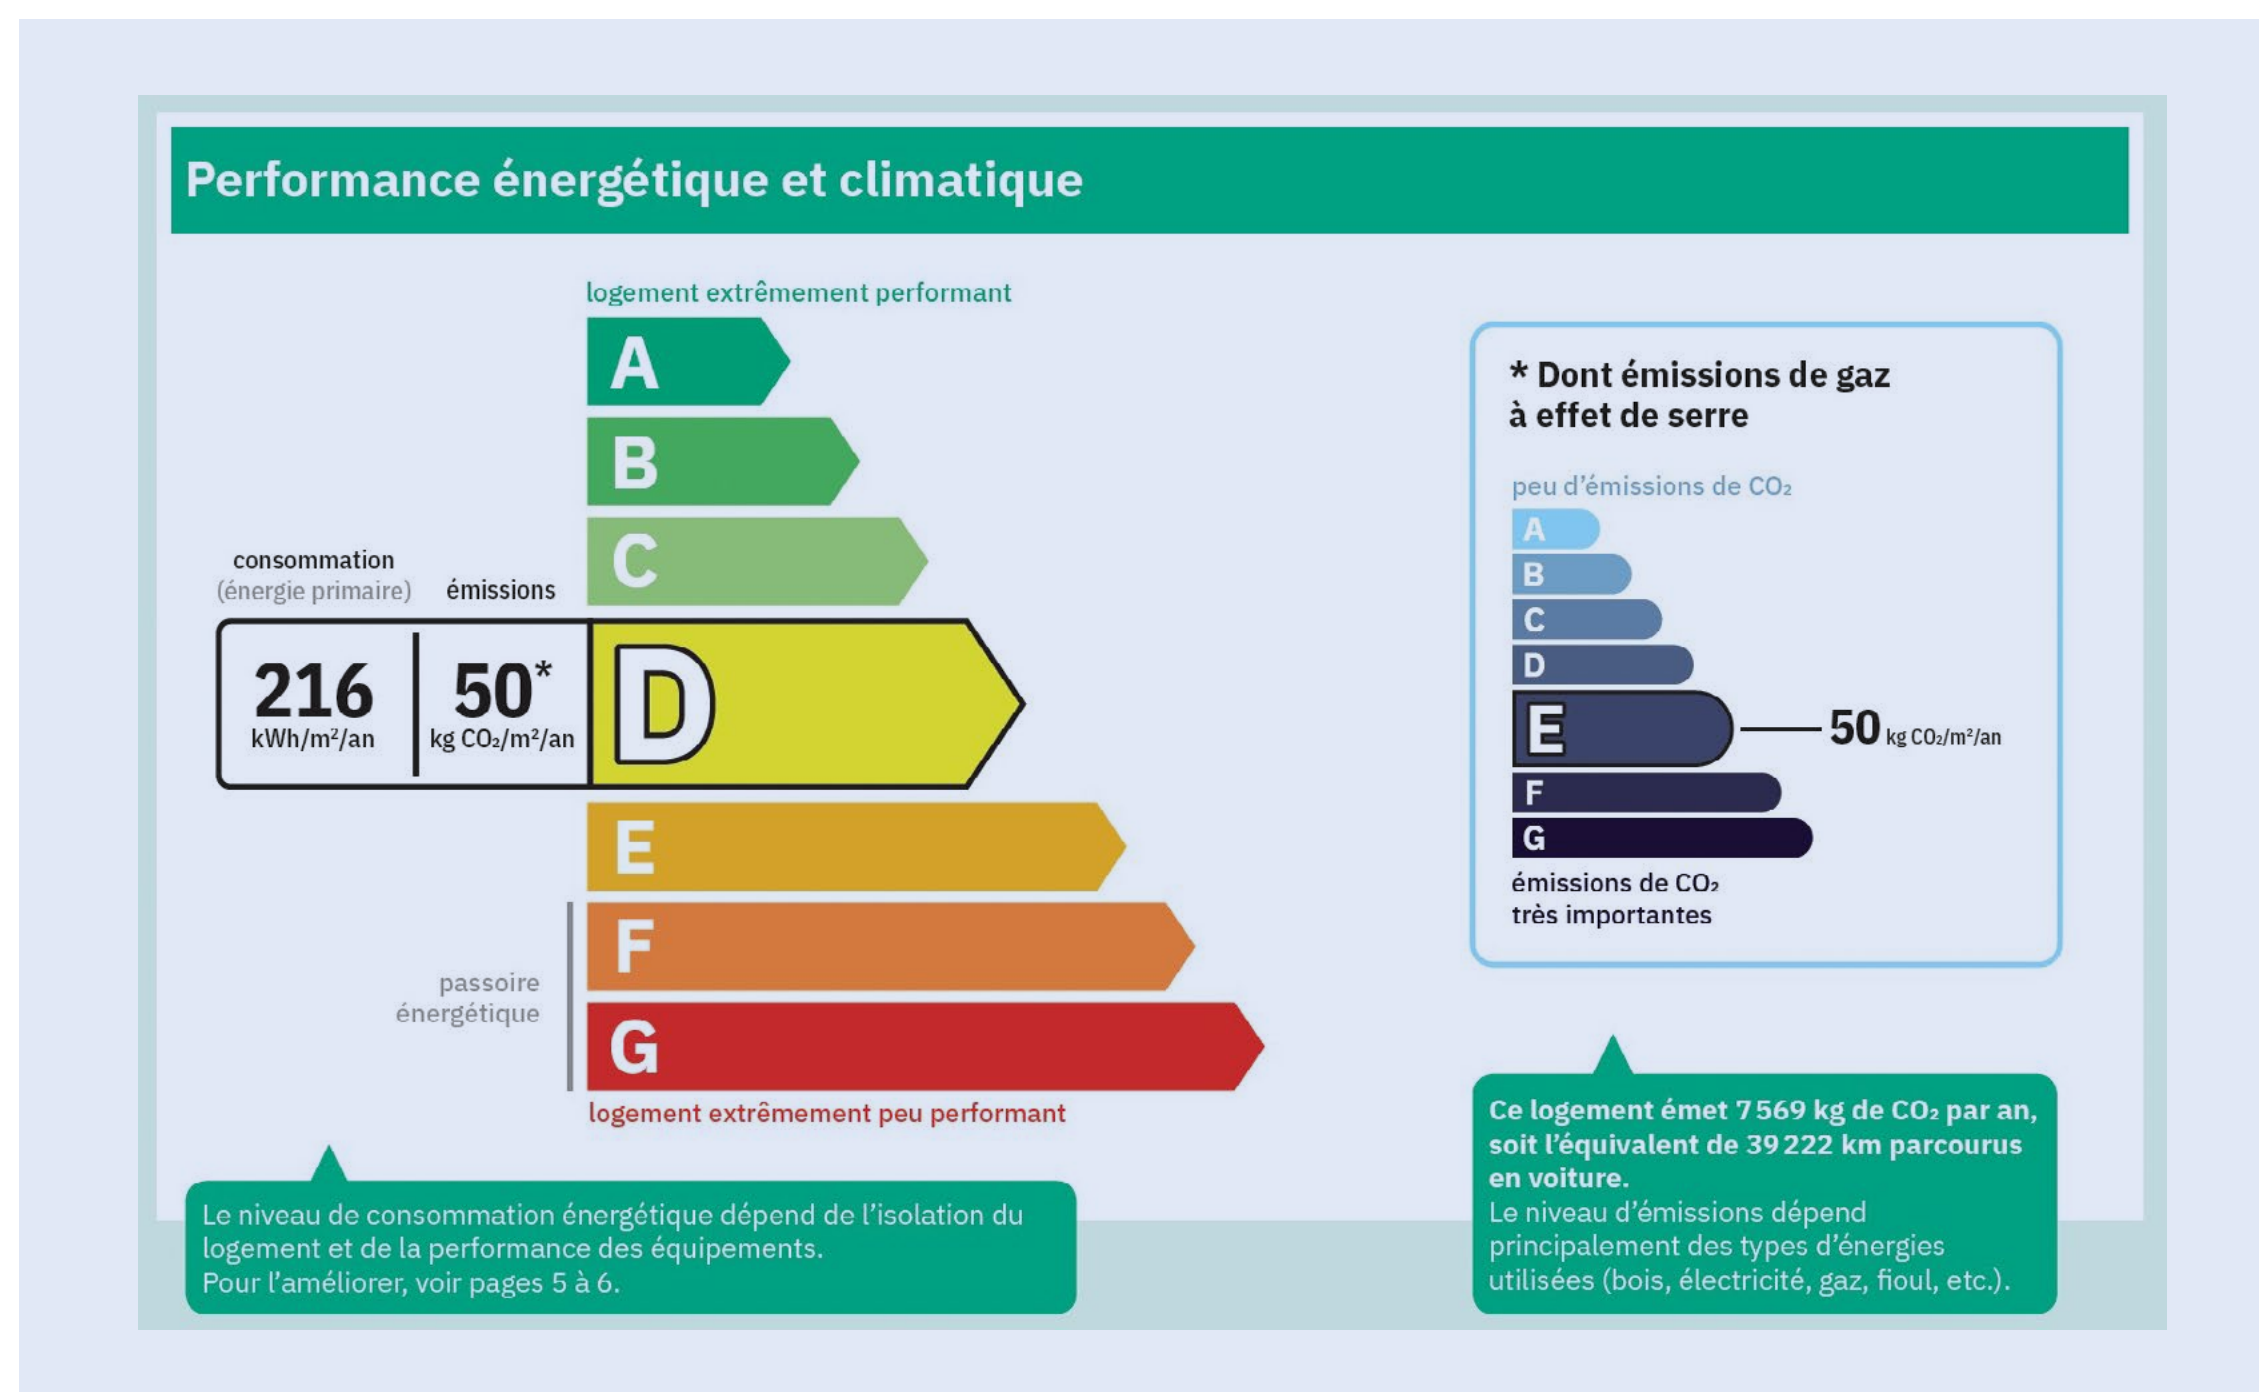 Performance énergétique et climatique
logement extrêmement performant
A
B
C
consommation
(énergie primaire)
émissions
216
kWh/m²/an
50*
kg CO₂/m²/an
D
E
F
G
passoire
énergétique
logement extrêmement peu performant
Le niveau de consommation énergétique dépend de l’isolation du
logement et de la performance des équipements.
Pour l’améliorer, voir pages 5 à 6.
* Dont émissions de gaz
à effet de serre
peu d’émissions de CO₂
A
B
C
D
E
50 kg CO₂/m²/an
F
G
émissions de CO₂
très importantes
Ce logement émet 7 569 kg de CO₂ par an,
soit l’équivalent de 39 222 km parcourus
en voiture.
Le niveau d’émissions dépend
principalement des types d’énergies
utilisées (bois, électricité, gaz, fioul, etc.).